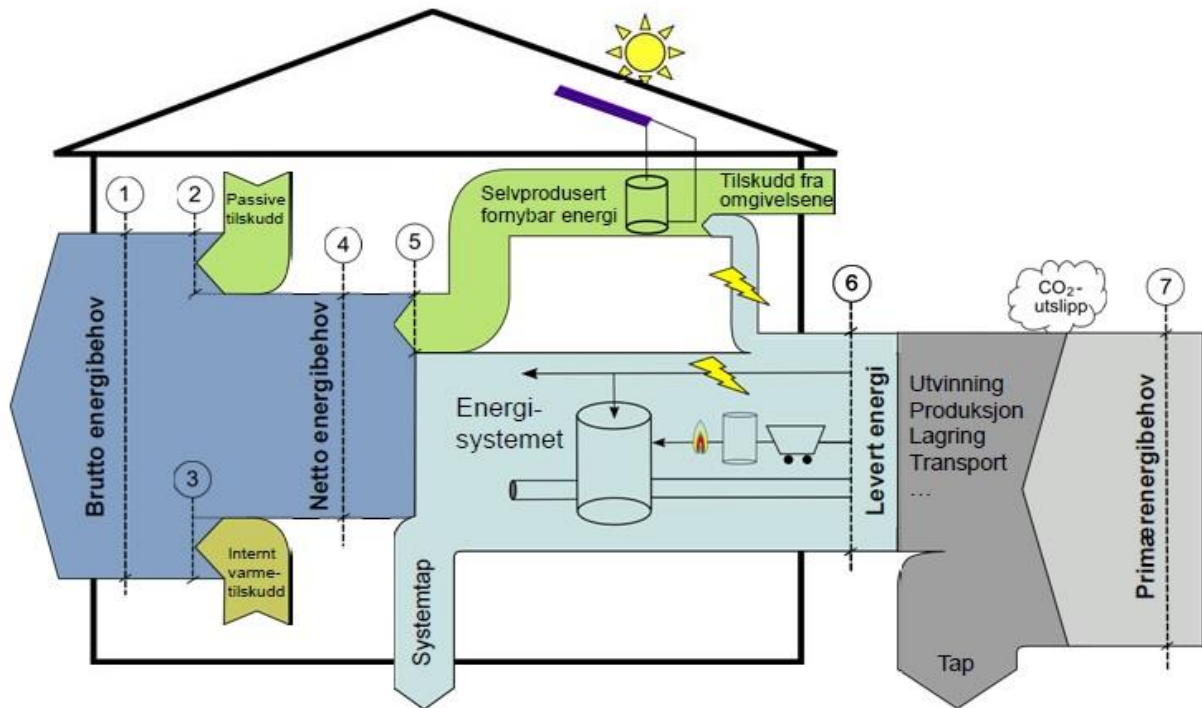 1
2
Passive
tilskudd
Selvprodusert
fornybar energi
Tilskudd fra
omgivelsene
4
5
6
CO₂-
utslipp
7
Brutto energibehov
Netto energibehov
3
Energi-
systemet
Levert energi
Utvinning
Produksjon
Lagring
Transport
…
Primærenergibehov
Internt
varme-
tilskudd
Systemtap
Tap